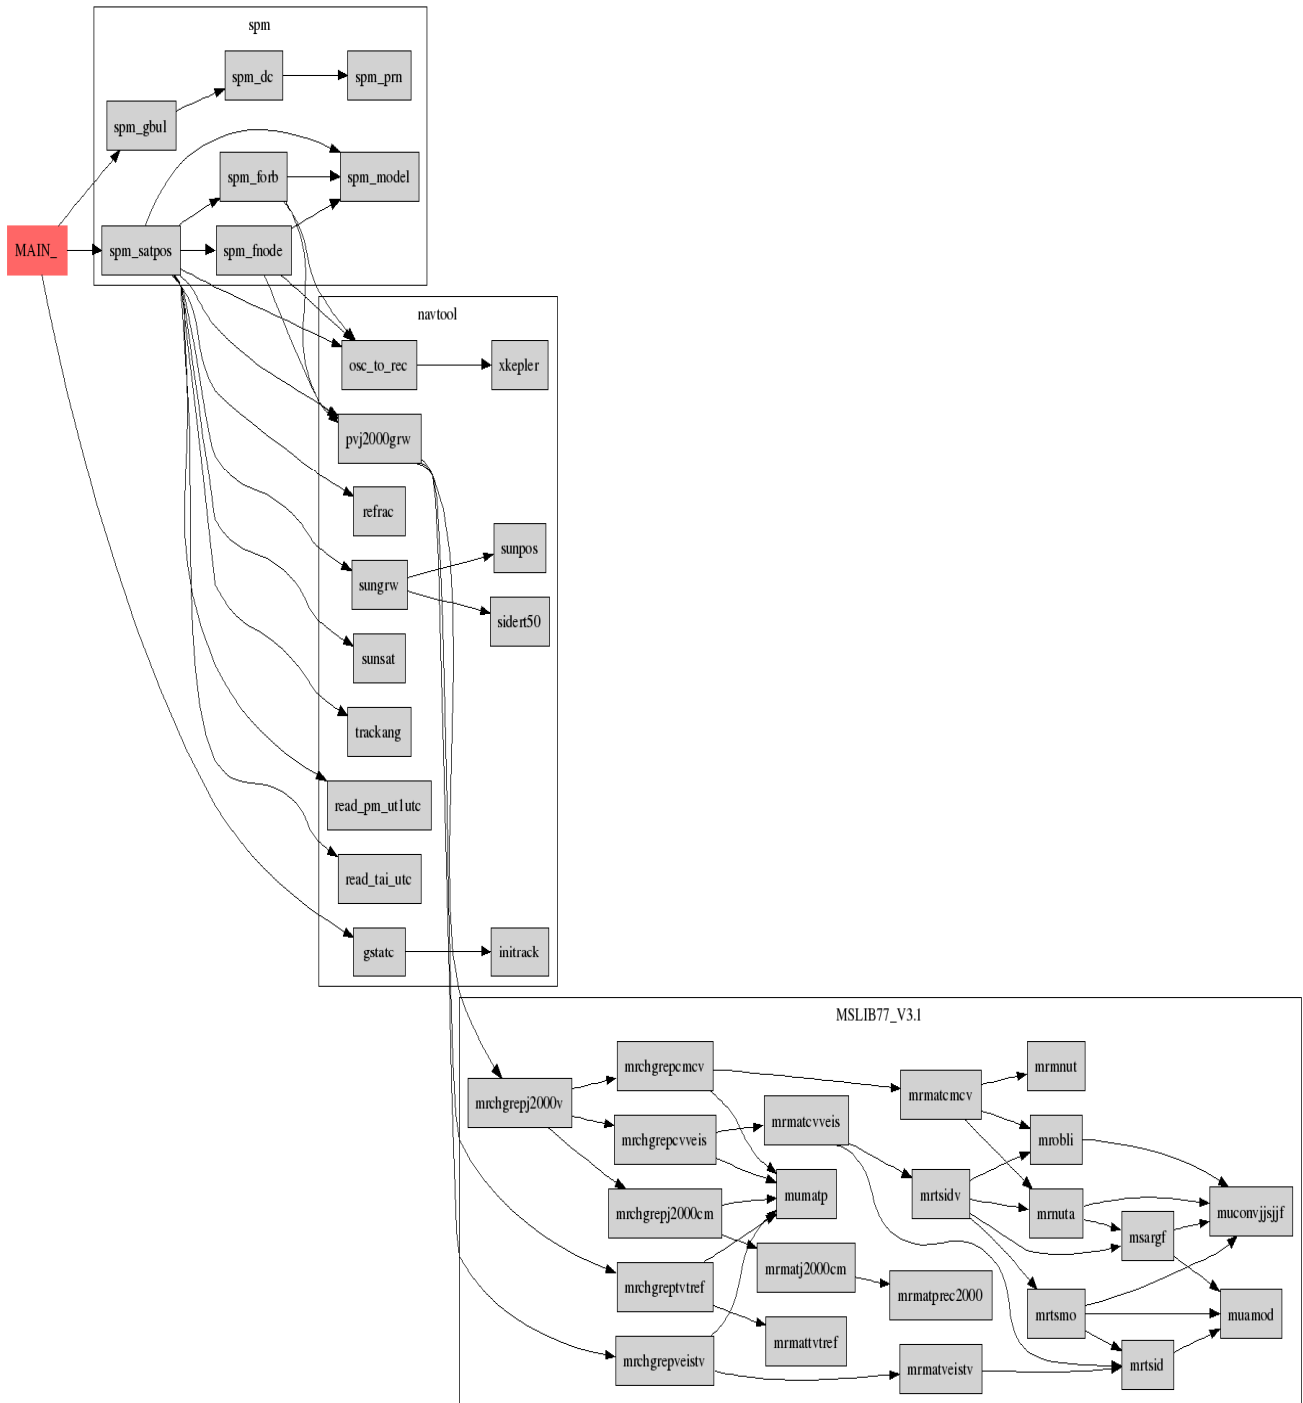 spm
spm_dc
spm_prn
spm_gbul
spm_forb
spm_model
MAIN_
spm_satpos
spm_fnode
navtool
osc_to_rec
xkepler
pvj2000grw
refrac
sunpos
sungrw
sidert50
sunsat
trackang
read_pm_ut1utc
read_tai_utc
gstatc
initrack
MSLIB77_V3.1
mrchgrepcmcv
mrmnut
mrmatcmcv
mrchgrepj2000v
mrmatcvveis
mrchgrepcvveis
mrobli
mumatp
mrtsidv
mrchgrepj2000cm
mrnuta
muconvjjsjjf
msargf
mrmatj2000cm
mrchgreptvtref
mrmatprec2000
mrtsmo
muamod
mrmattvtref
mrchgrepveistv
mrmatveistv
mrtsid